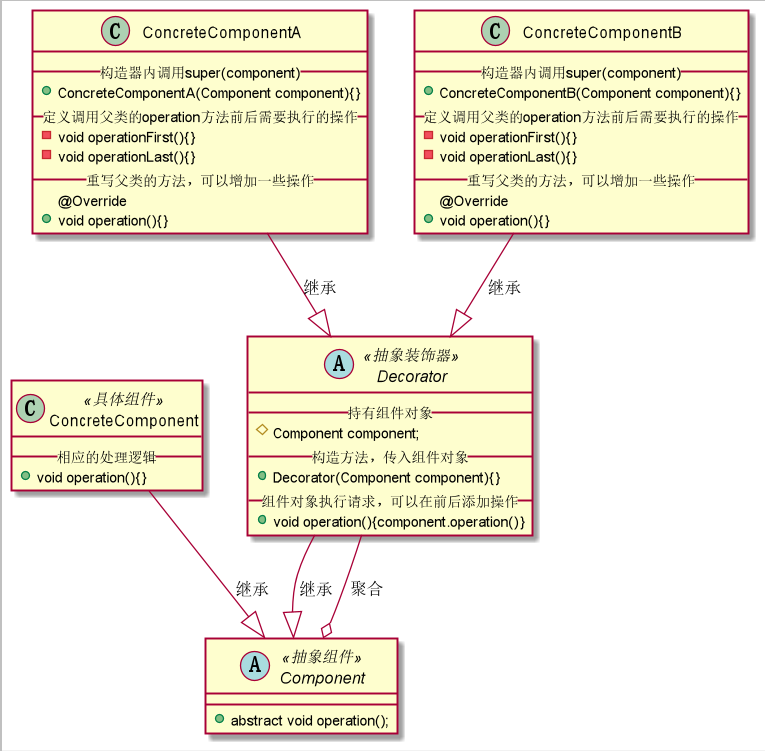 C ConcreteComponentA
构造器内调用super(component)
ConcreteComponentA(Component component){}
定义调用父类的operation方法前后需要执行的操作
void operationFirst(){}
void operationLast(){}
重写父类的方法，可以增加一些操作
@Override
void operation(){}
C ConcreteComponentB
构造器内调用super(component)
ConcreteComponentB(Component component){}
定义调用父类的operation方法前后需要执行的操作
void operationFirst(){}
void operationLast(){}
重写父类的方法，可以增加一些操作
@Override
void operation(){}
继承
继承
A «抽象装饰器»
Decorator
持有组件对象
Component component;
构造方法，传入组件对象
Decorator(Component component){}
组件对象执行请求，可以在前后添加操作
void operation(){component.operation()}
C «具体组件»
ConcreteComponent
相应的处理逻辑
void operation(){}
继承
继承
聚合
A «抽象组件»
Component
abstract void operation();